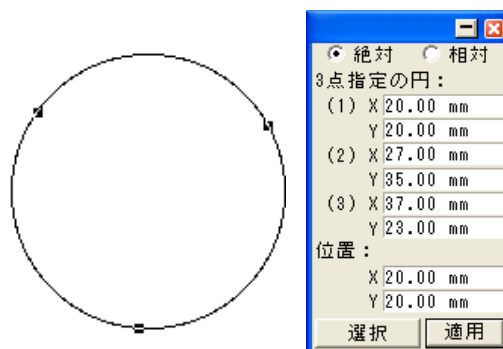 絶対 相対
3点指定の円：
(1) X 20.00 mm
Y 20.00 mm
(2) X 27.00 mm
Y 35.00 mm
(3) X 37.00 mm
Y 23.00 mm
位置：
X 20.00 mm
Y 20.00 mm
選択 適用